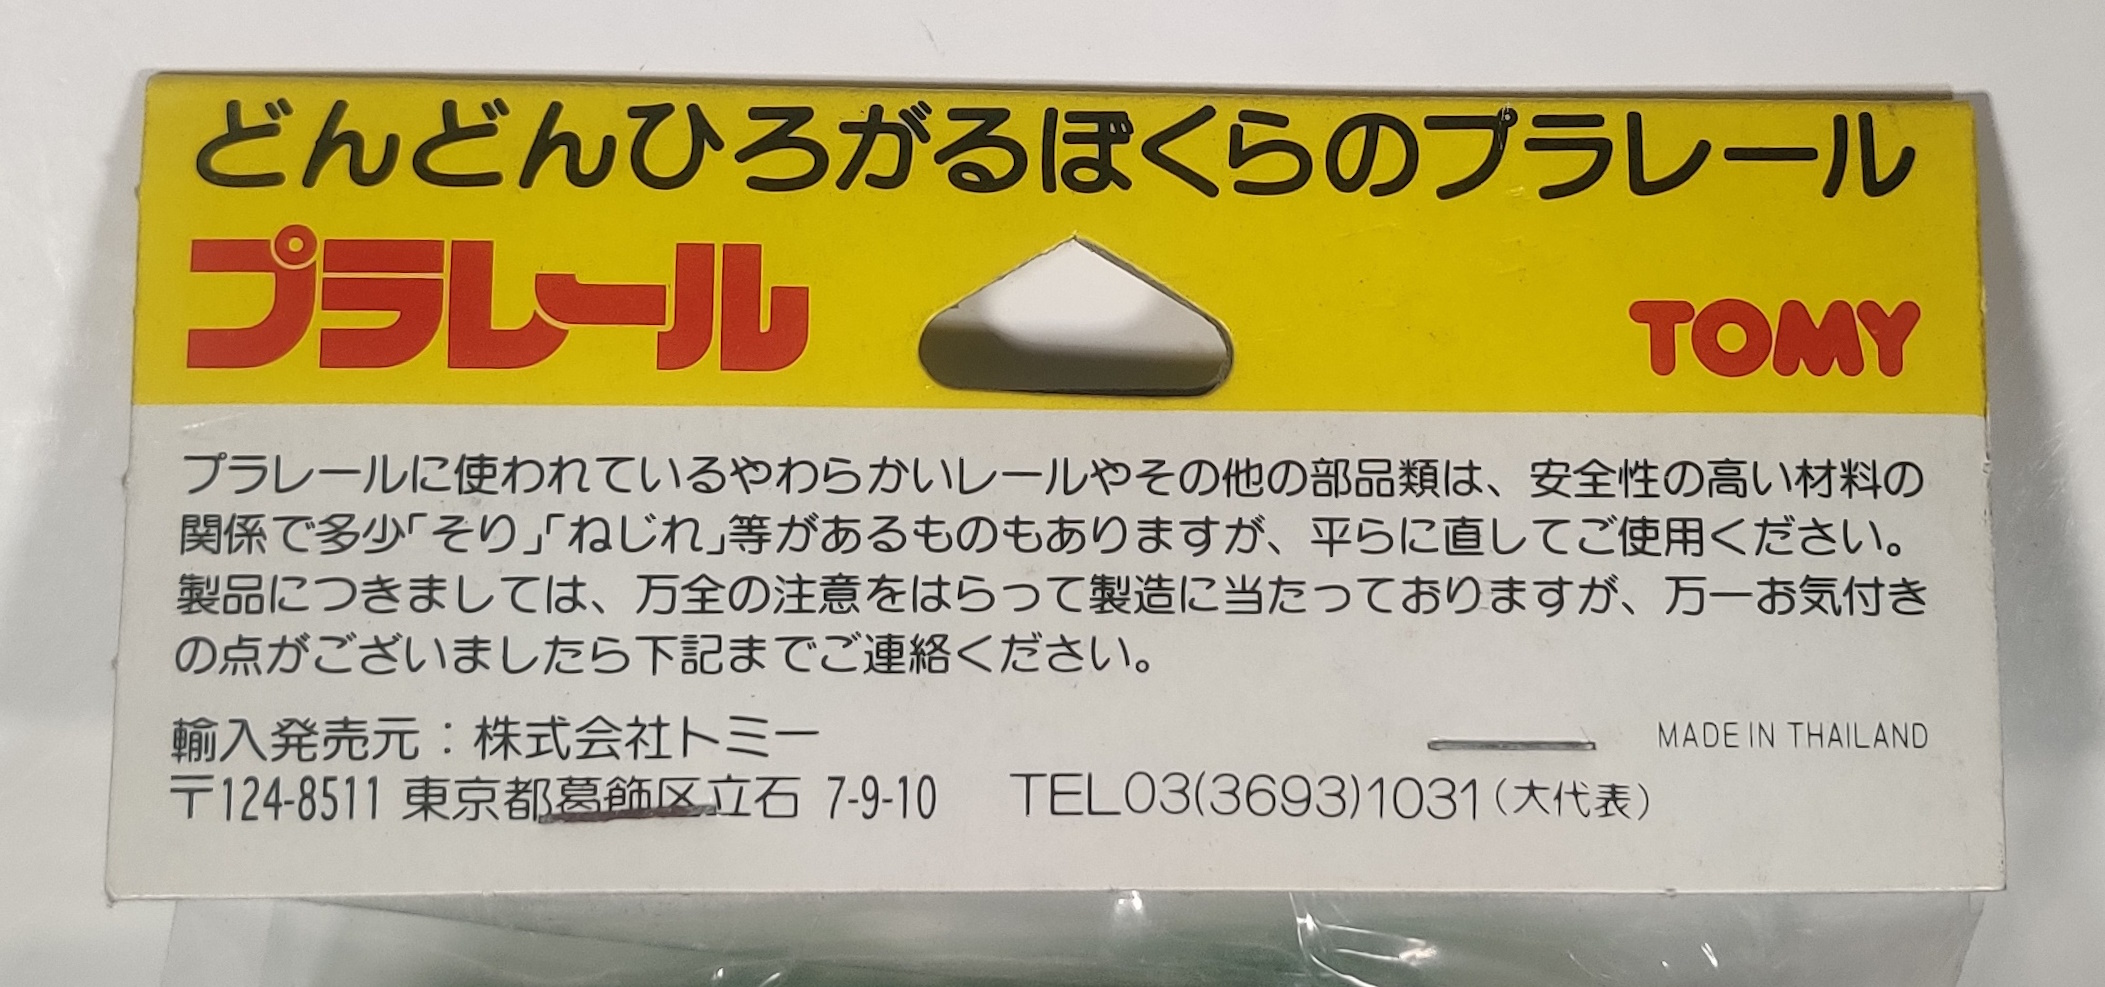 どんどんひろがるぼくらのプラレール
プラレール
TOMY
プラレールに使われているやわらかいレールやその他の部品類は、安全性の高い材料の
関係で多少「そり」「ねじれ」等があるものもありますが、平らに直してご使用ください。
製品につきましては、万全の注意をはらって製造に当たっておりますが、万一お気付き
の点がございましたら下記までご連絡ください。
輸入発売元：株式会社トミー
MADE IN THAILAND
〒124-8511 東京都葛飾区立石 7-9-10 TEL03(3693)1031（大代表）